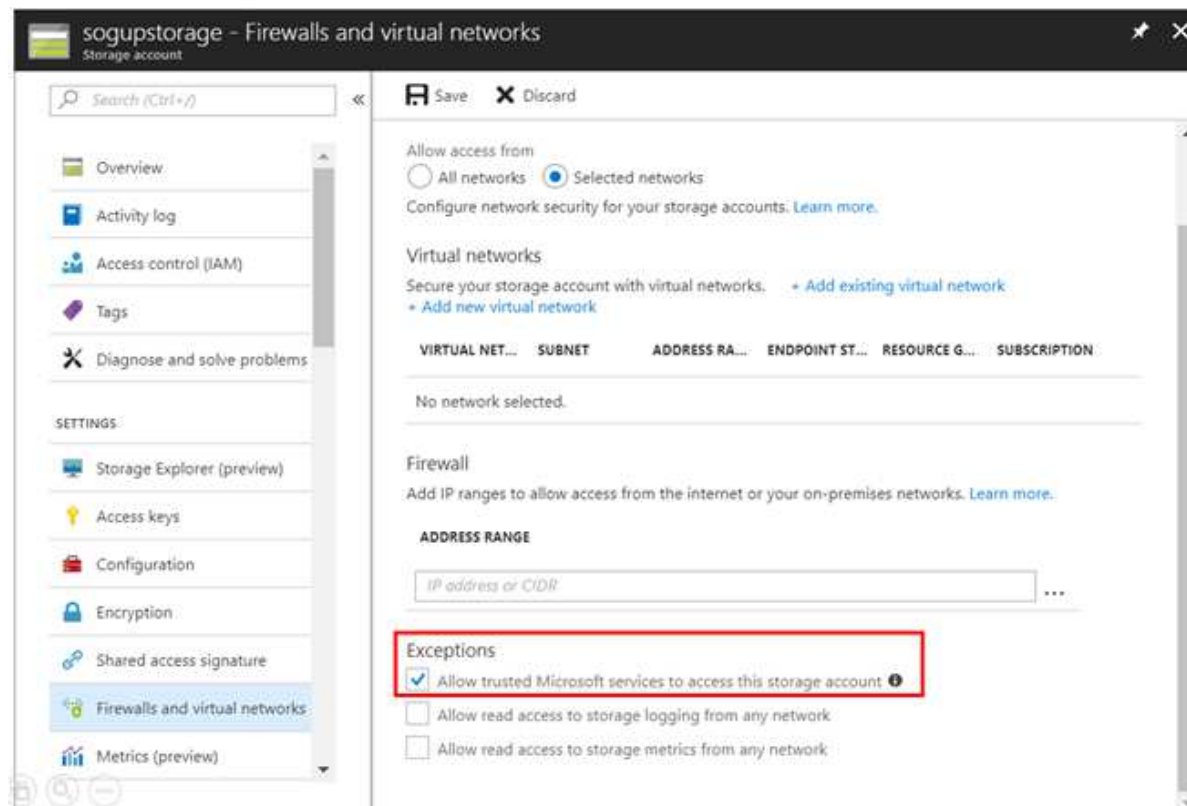 sogupstorage - Firewalls and virtual networks
Storage account
Search (Ctrl+/)
Overview
Activity log
Access control (IAM)
Tags
Diagnose and solve problems
SETTINGS
Storage Explorer (preview)
Access keys
Configuration
Encryption
Shared access signature
Firewalls and virtual networks
Metrics (preview)
Save Discard
Allow access from
All networks Selected networks
Configure network security for your storage accounts. Learn more.
Virtual networks
Secure your storage account with virtual networks. + Add existing virtual network
+ Add new virtual network
VIRTUAL NET... SUBNET ADDRESS RA... ENDPOINT ST... RESOURCE G... SUBSCRIPTION
No network selected.
Firewall
Add IP ranges to allow access from the internet or your on-premises networks. Learn more.
ADDRESS RANGE
IP address or CIDR
...
Exceptions
Allow trusted Microsoft services to access this storage account
Allow read access to storage logging from any network
Allow read access to storage metrics from any network